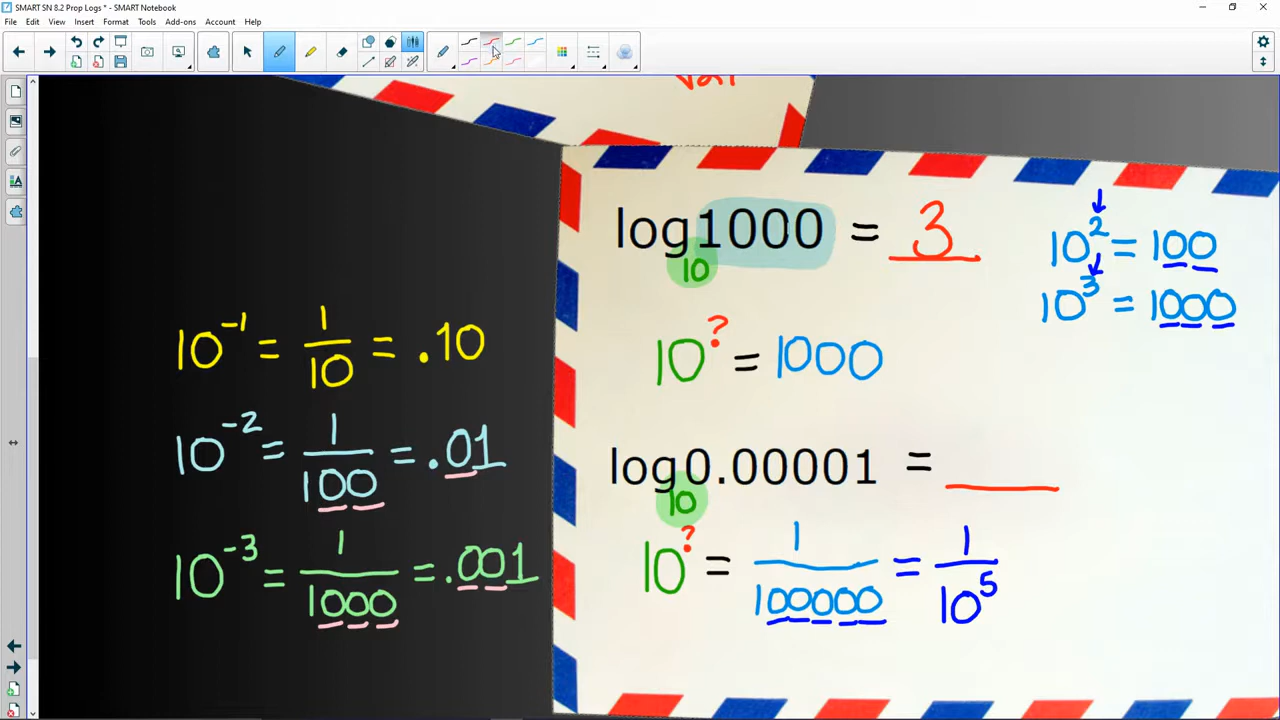 SMART SN 8.2 Prop Logs * - SMART Notebook
File Edit View Insert Format Tools Add-ons Account Help
log₁₀1000 = 3
10² = 100
10³ = 1000
10^? = 1000
10⁻¹ = 1/10 = .10
10⁻² = 1/100 = .01
10⁻³ = 1/1000 = .001
log₁₀0.00001 = ____
10^? = 1/100000 = 1/10⁵